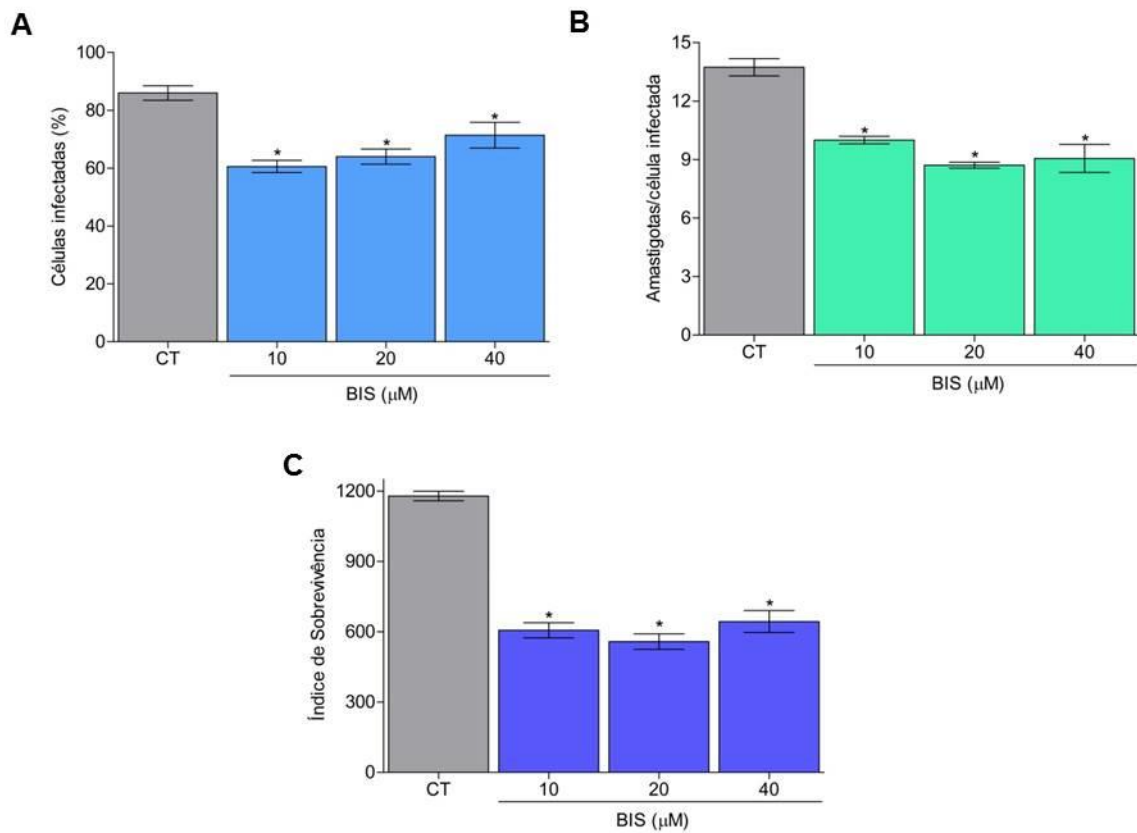 A
Células infectadas (%)
100
80
60
40
20
0
*
*
*
CT
10
20
40
BIS (μM)
B
Amastigotas/célula infectada
15
12
9
6
3
0
*
*
*
CT
10
20
40
BIS (μM)
C
Índice de Sobrevivência
1200
900
600
300
0
*
*
*
CT
10
20
40
BIS (μM)